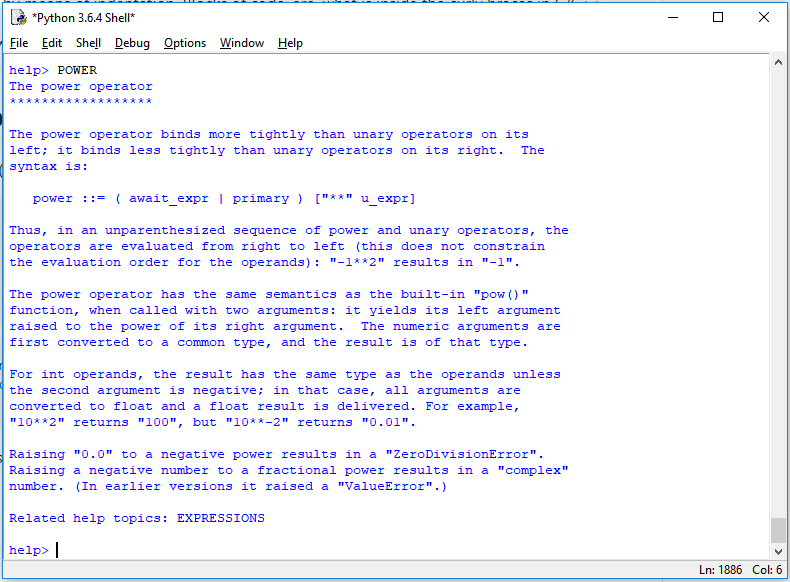 *Python 3.6.4 Shell*
File Edit Shell Debug Options Window Help
help> POWER
The power operator
******************
The power operator binds more tightly than unary operators on its
left; it binds less tightly than unary operators on its right.  The
syntax is:
   power ::= ( await_expr | primary ) ["**" u_expr]
Thus, in an unparenthesized sequence of power and unary operators, the
operators are evaluated from right to left (this does not constrain
the evaluation order for the operands): "-1**2" results in "-1".
The power operator has the same semantics as the built-in "pow()"
function, when called with two arguments: it yields its left argument
raised to the power of its right argument.  The numeric arguments are
first converted to a common type, and the result is of that type.
For int operands, the result has the same type as the operands unless
the second argument is negative; in that case, all arguments are
converted to float and a float result is delivered. For example,
"10**2" returns "100", but "10**-2" returns "0.01".
Raising "0.0" to a negative power results in a "ZeroDivisionError".
Raising a negative number to a fractional power results in a "complex"
number. (In earlier versions it raised a "ValueError".)
Related help topics: EXPRESSIONS
help>
Ln: 1886 Col: 6